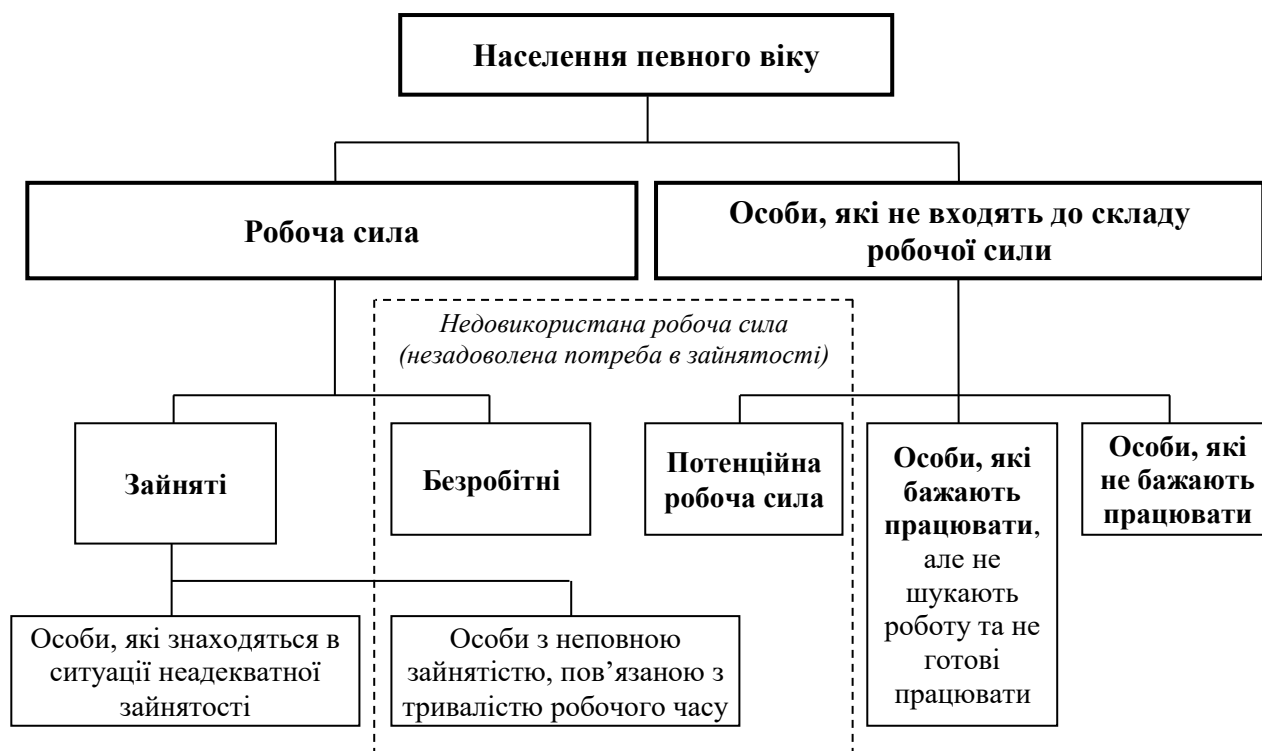 Населення певного віку
Робоча сила
Особи, які не входять до складу
робочої сили
Недовикористана робоча сила
(незадоволена потреба в зайнятості)
Зайняті
Безробітні
Потенційна
робоча сила
Особи, які
бажають
працювати,
але не
шукають
роботу та не
готові
працювати
Особи, які
не бажають
працювати
Особи, які знаходяться в
ситуації неадекватної
зайнятості
Особи з неповною
зайнятістю, пов’язаною з
тривалістю робочого часу